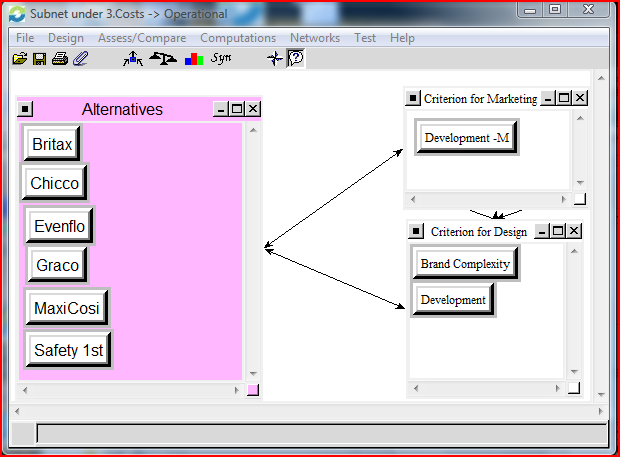 Subnet under 3.Costs -> Operational
File Design Assess/Compare Computations Networks Test Help
Syn
Alternatives
Britax
Chicco
Evenflo
Graco
MaxiCosi
Safety 1st
Criterion for Marketing
Development -M
Criterion for Design
Brand Complexity
Development